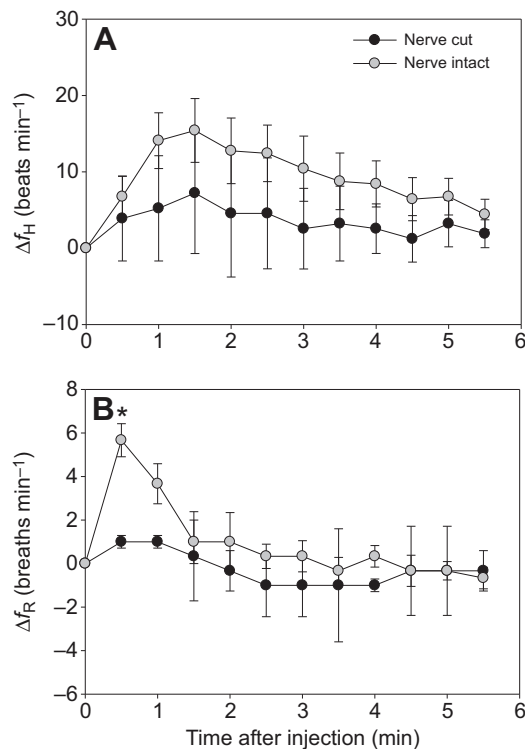 A
Nerve cut
Nerve intact
30
20
10
0
–10
Δf_H (beats min⁻¹)
0 1 2 3 4 5 6
B
*
8
6
4
2
0
–2
–4
–6
Δf_R (breaths min⁻¹)
0 1 2 3 4 5 6
Time after injection (min)